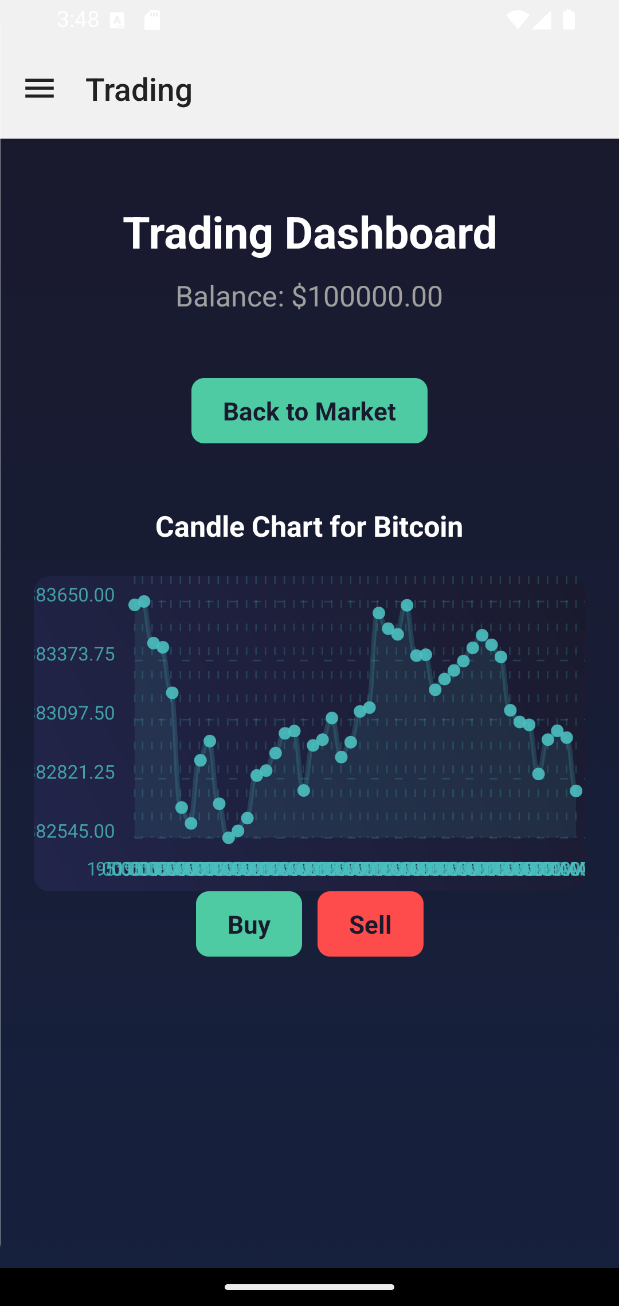 3:48
Trading
Trading Dashboard
Balance: $100000.00
Back to Market
Candle Chart for Bitcoin
83650.00
83373.75
83097.50
82821.25
82545.00
Buy
Sell